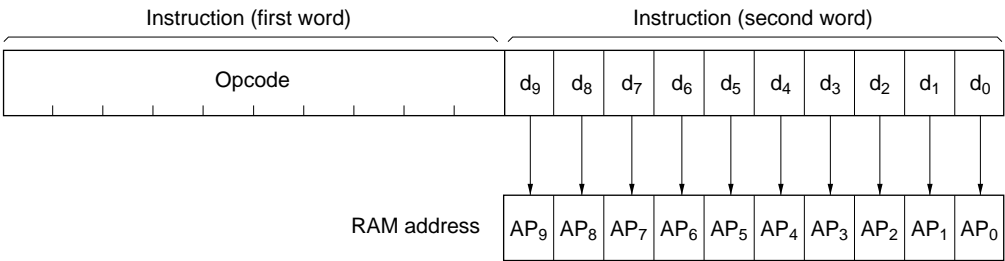 Instruction (first word) Instruction (second word)
Opcode d9 d8 d7 d6 d5 d4 d3 d2 d1 d0
RAM address AP9 AP8 AP7 AP6 AP5 AP4 AP3 AP2 AP1 AP0